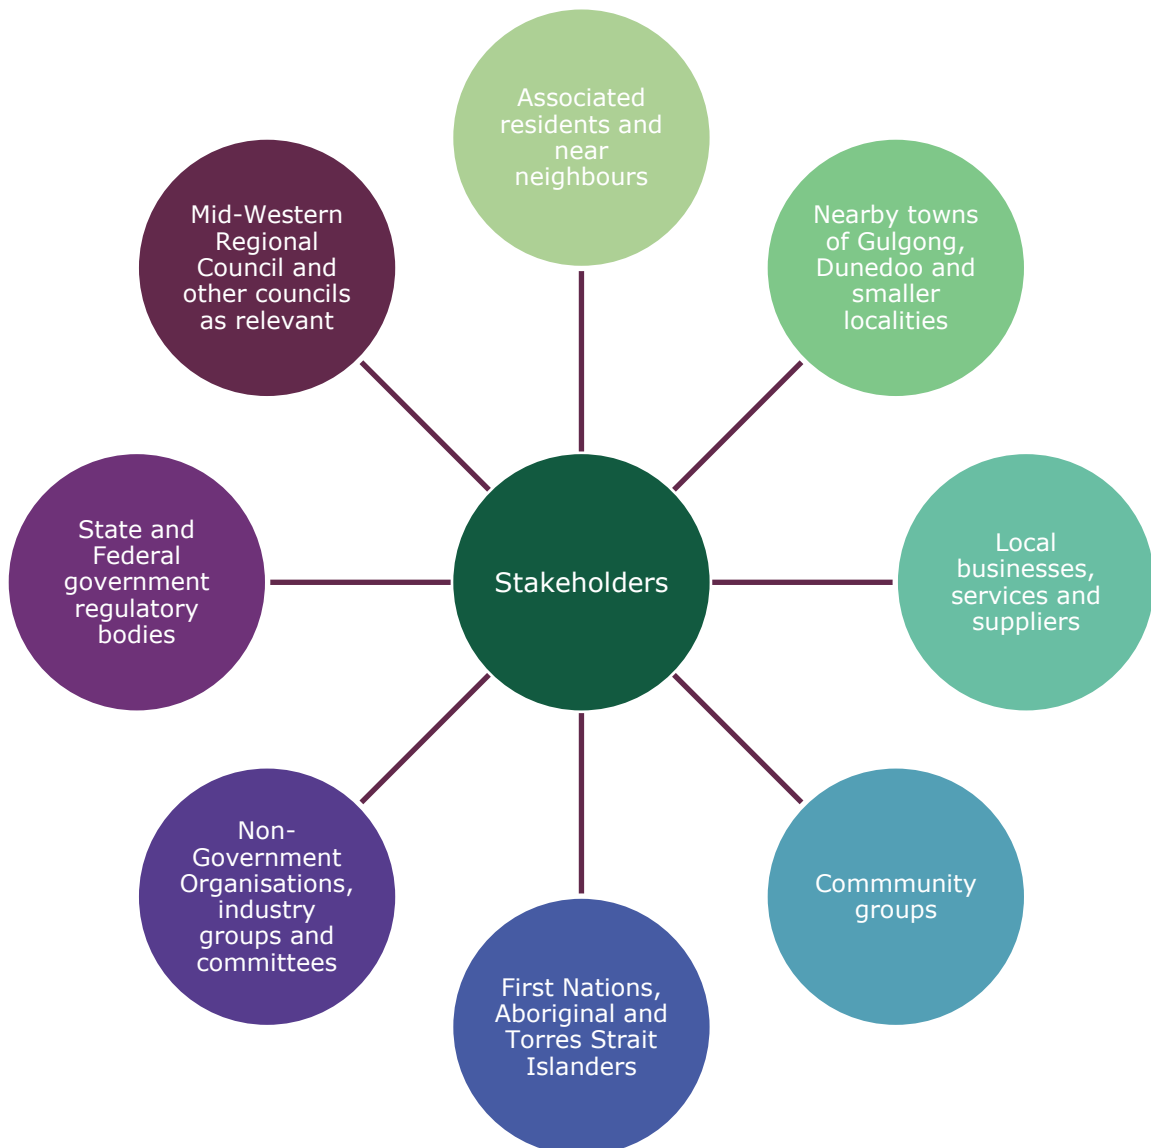 Associated
residents and
near
neighbours
Mid-Western
Regional
Council and
other councils
as relevant
Nearby towns
of Gulgong,
Dunedoo and
smaller
localities
State and
Federal
government
regulatory
bodies
Stakeholders
Local
businesses,
services and
suppliers
Non-
Government
Organisations,
industry
groups and
committees
Commmunity
groups
First Nations,
Aboriginal and
Torres Strait
Islanders